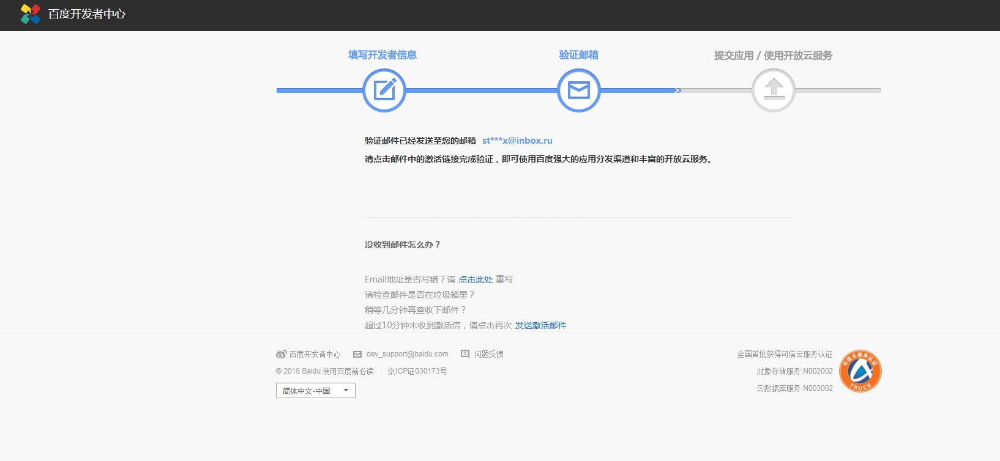 百度开发者中心
填写开发者信息
验证邮箱
提交应用 / 使用开放云服务
验证邮件已经发送至您的邮箱 st***x@inbox.ru
请点击邮件中的激活链接完成验证，即可使用百度强大的应用分发渠道和丰富的开放云服务。
没收到邮件怎么办？
Email地址是否写错？请 点击此处 重写
请检查邮件是否在垃圾箱里？
稍等几分钟再查收下邮件？
超过10分钟未收到激活信，请点击再次 发送激活邮件
百度开发者中心 dev_support@baidu.com 问题反馈
© 2018 Baidu 使用百度前必读 | 京ICP证030173号
简体中文-中国
全国首批获得可信云服务认证
对象存储服务:N002002
云数据库服务:N003002
可信云服务认证
TRUCS